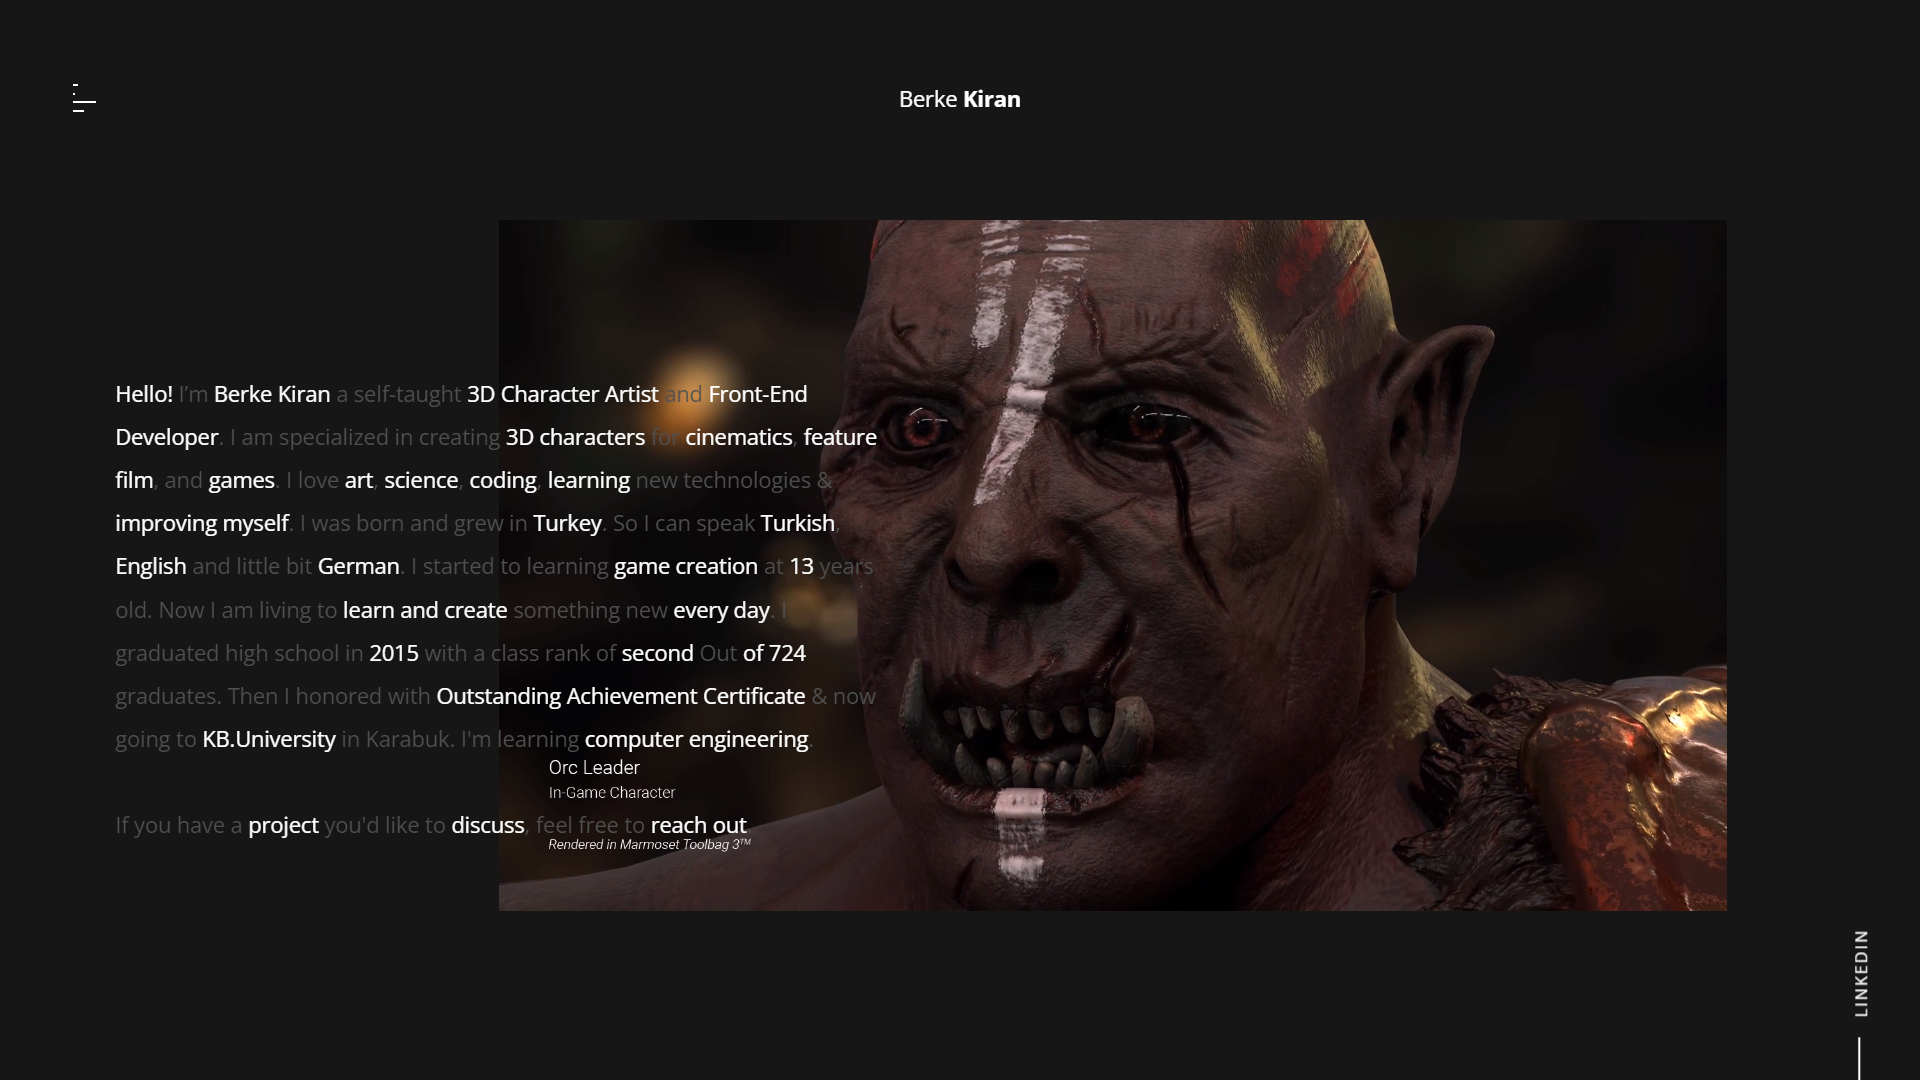 Berke Kiran
Hello! I’m Berke Kiran a self-taught 3D Character Artist and Front-End
Developer. I am specialized in creating 3D characters for cinematics, feature
film, and games. I love art, science, coding, learning new technologies &
improving myself. I was born and grew in Turkey. So I can speak Turkish,
English and little bit German. I started to learning game creation at 13 years
old. Now I am living to learn and create something new every day. I
graduated high school in 2015 with a class rank of second Out of 724
graduates. Then I honored with Outstanding Achievement Certificate & now
going to KB.University in Karabuk. I'm learning computer engineering.
Orc Leader
In-Game Character
If you have a project you'd like to discuss, feel free to reach out
Rendered in Marmoset Toolbag 3™
LINKEDIN